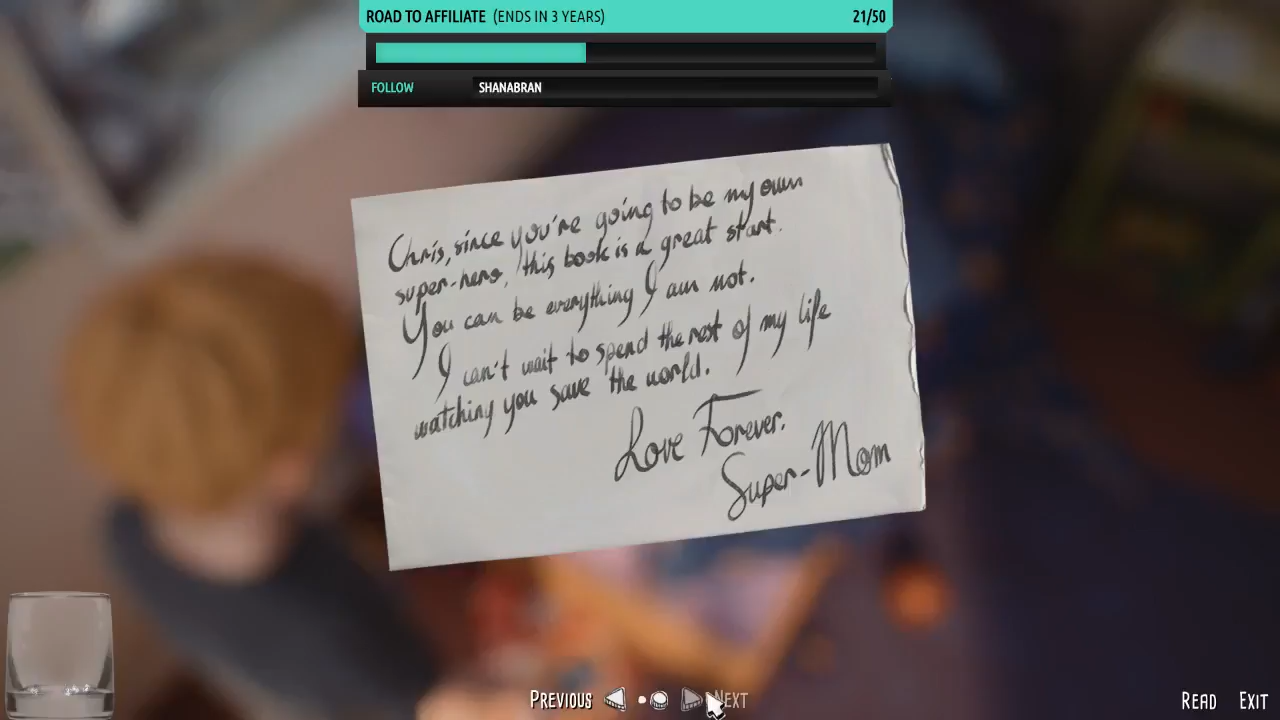 ROAD TO AFFILIATE (ENDS IN 3 YEARS) 21/50
FOLLOW SHANABRAN
Chris, since you're going to be my own
super-hero, this book is a great start.
You can be everything I am not.
I can't wait to spend the rest of my life
watching you save the world.
Love Forever.
Super-Mom
PREVIOUS NEXT READ EXIT